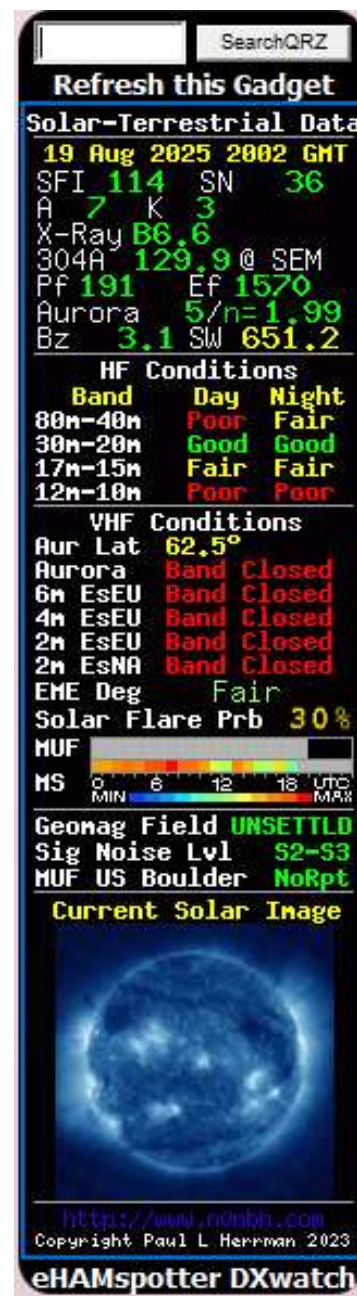 SearchQRZ
Refresh this Gadget
Solar-Terrestrial Data
19 Aug 2025 2002 GMT
SFI 114 SN 36
A 7 K 3
X-Ray B6.6
304A 129.9 @ SEM
Pf 191 Ef 1570
Aurora 5/n=1.99
Bz 3.1 SW 651.2
HF Conditions
Band Day Night
80m-40m Poor Fair
30m-20m Good Good
17m-15m Fair Fair
12m-10m Poor Poor
VHF Conditions
Aur Lat 62.5°
Aurora Band Closed
6m EsEU Band Closed
4m EsEU Band Closed
2m EsEU Band Closed
2m EsNA Band Closed
EME Deg Fair
Solar Flare Prb 30%
MUF
MS 0 6 12 18 UTC
MIN MAX
Geomag Field UNSETTLD
Sig Noise Lvl S2-S3
MUF US Boulder NoRpt
Current Solar Image
http://www.n0nbh.com
Copyright Paul L Herrman 2023
eHAMspotter DXwatch